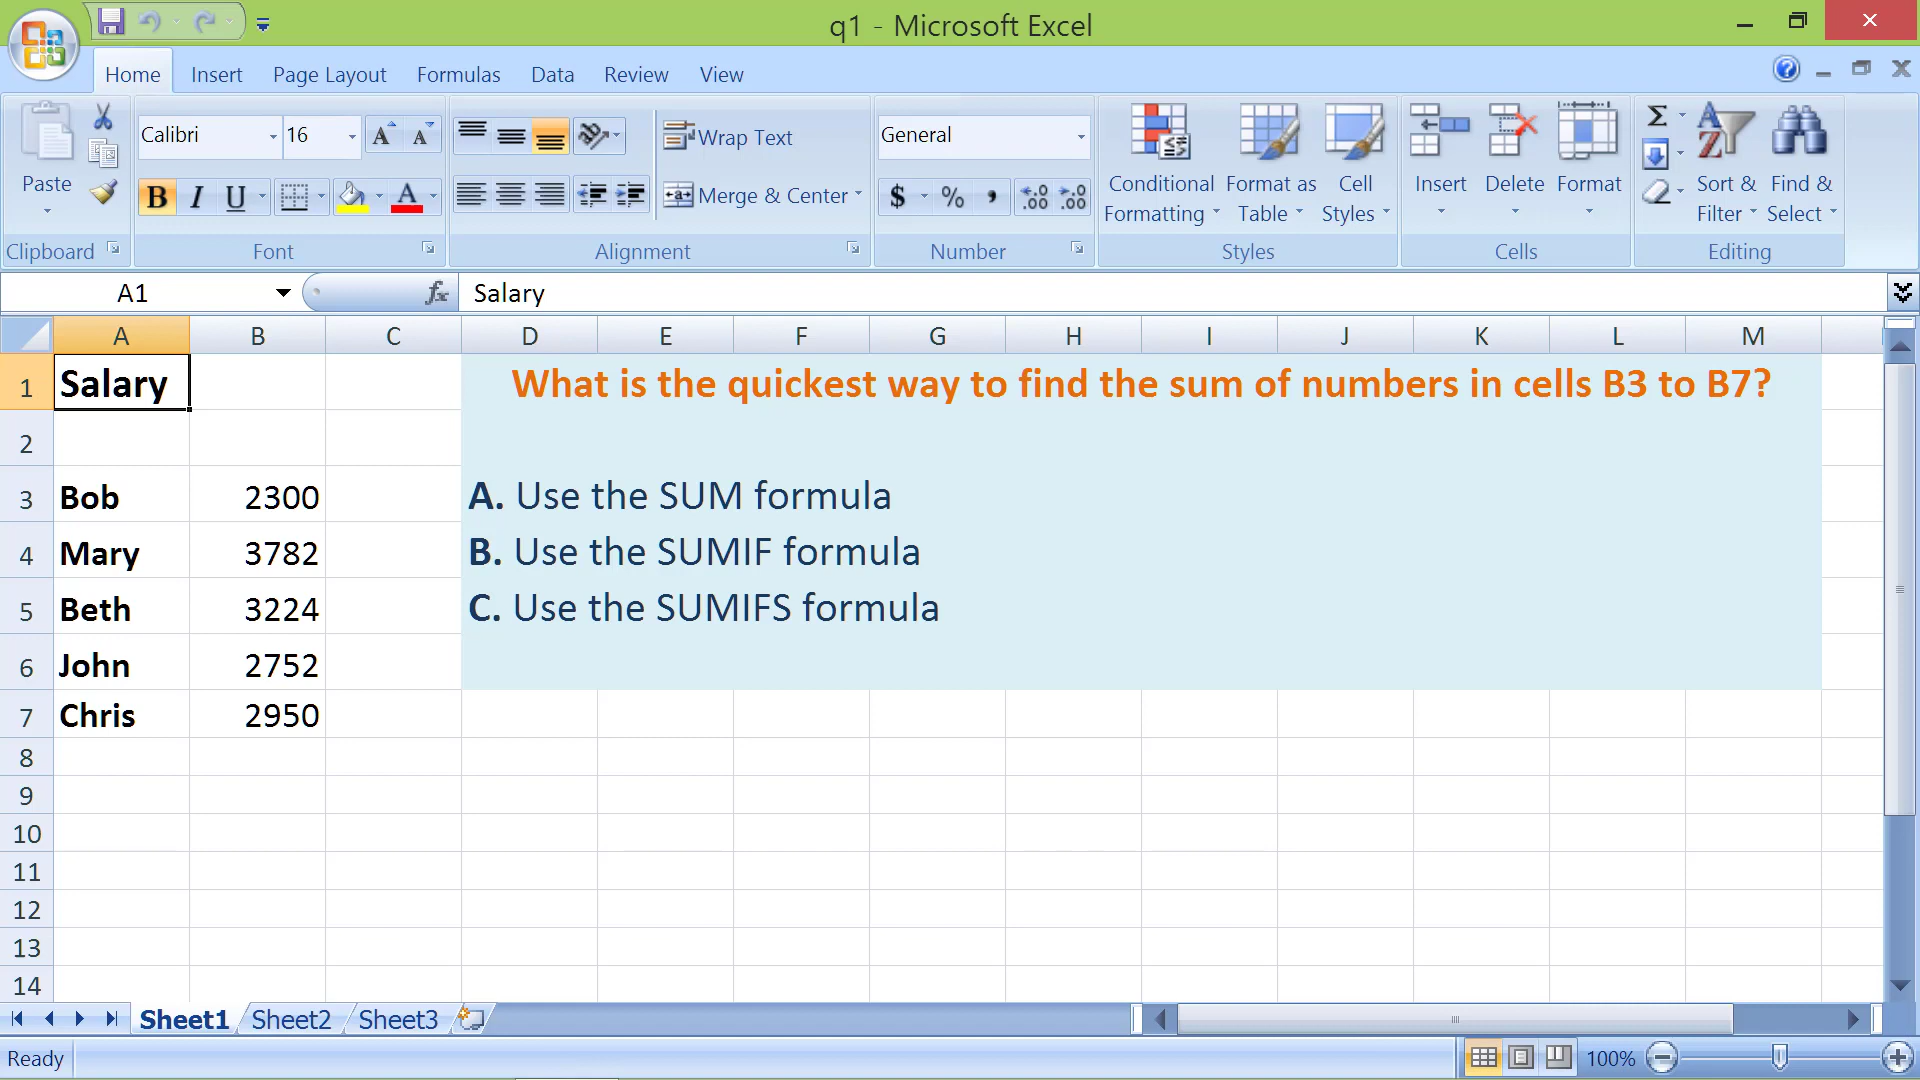 q1 - Microsoft Excel
Home Insert Page Layout Formulas Data Review View
Calibri 16 Wrap Text General
Paste B I U A Merge & Center $ % , Conditional Formatting Format as Table Cell Styles Insert Delete Format Σ Sort & Filter Find & Select
Clipboard Font Alignment Number Styles Cells Editing
A1 fx Salary
A B C D E F G H I J K L M
1 Salary What is the quickest way to find the sum of numbers in cells B3 to B7?
2
3 Bob 2300 A. Use the SUM formula
4 Mary 3782 B. Use the SUMIF formula
5 Beth 3224 C. Use the SUMIFS formula
6 John 2752
7 Chris 2950
8
9
10
11
12
13
14
Sheet1 Sheet2 Sheet3
Ready 100%